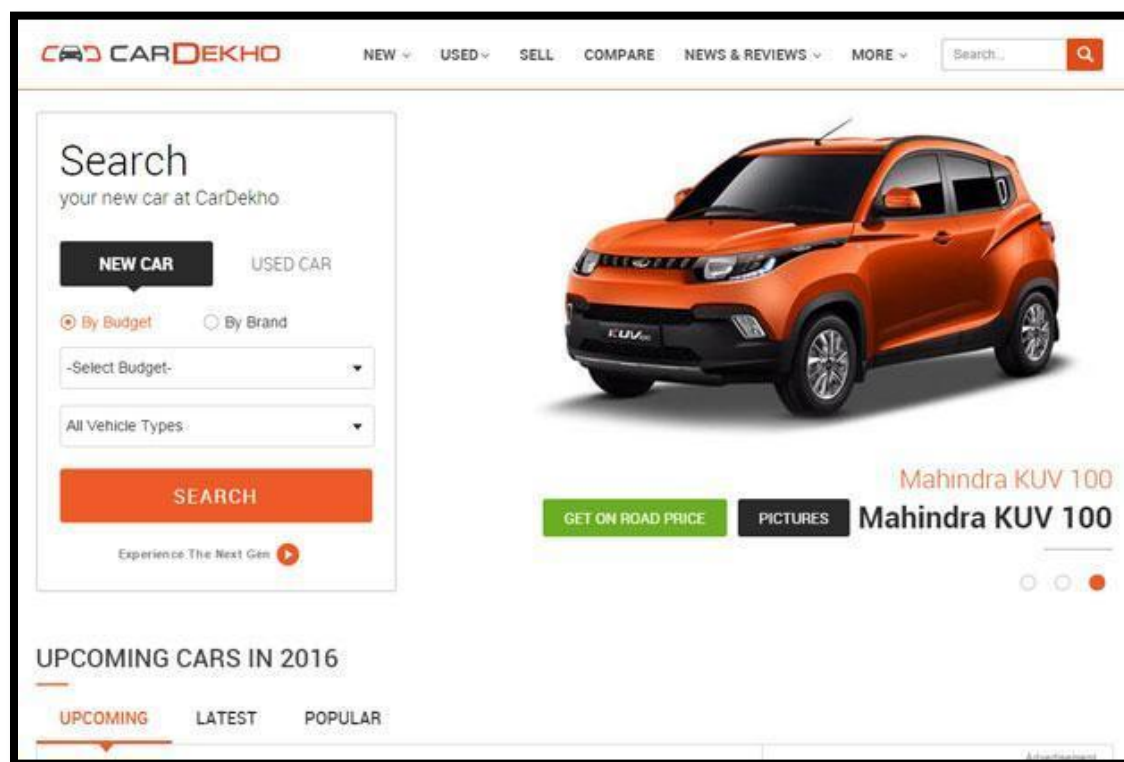 CARDEKHO
NEW USED SELL COMPARE NEWS & REVIEWS MORE Search...
Search
your new car at CarDekho
NEW CAR USED CAR
By Budget By Brand
-Select Budget-
All Vehicle Types
SEARCH
Experience The Next Gen
KUV100
Mahindra KUV 100
GET ON ROAD PRICE PICTURES Mahindra KUV 100
UPCOMING CARS IN 2016
UPCOMING LATEST POPULAR
Advertisement